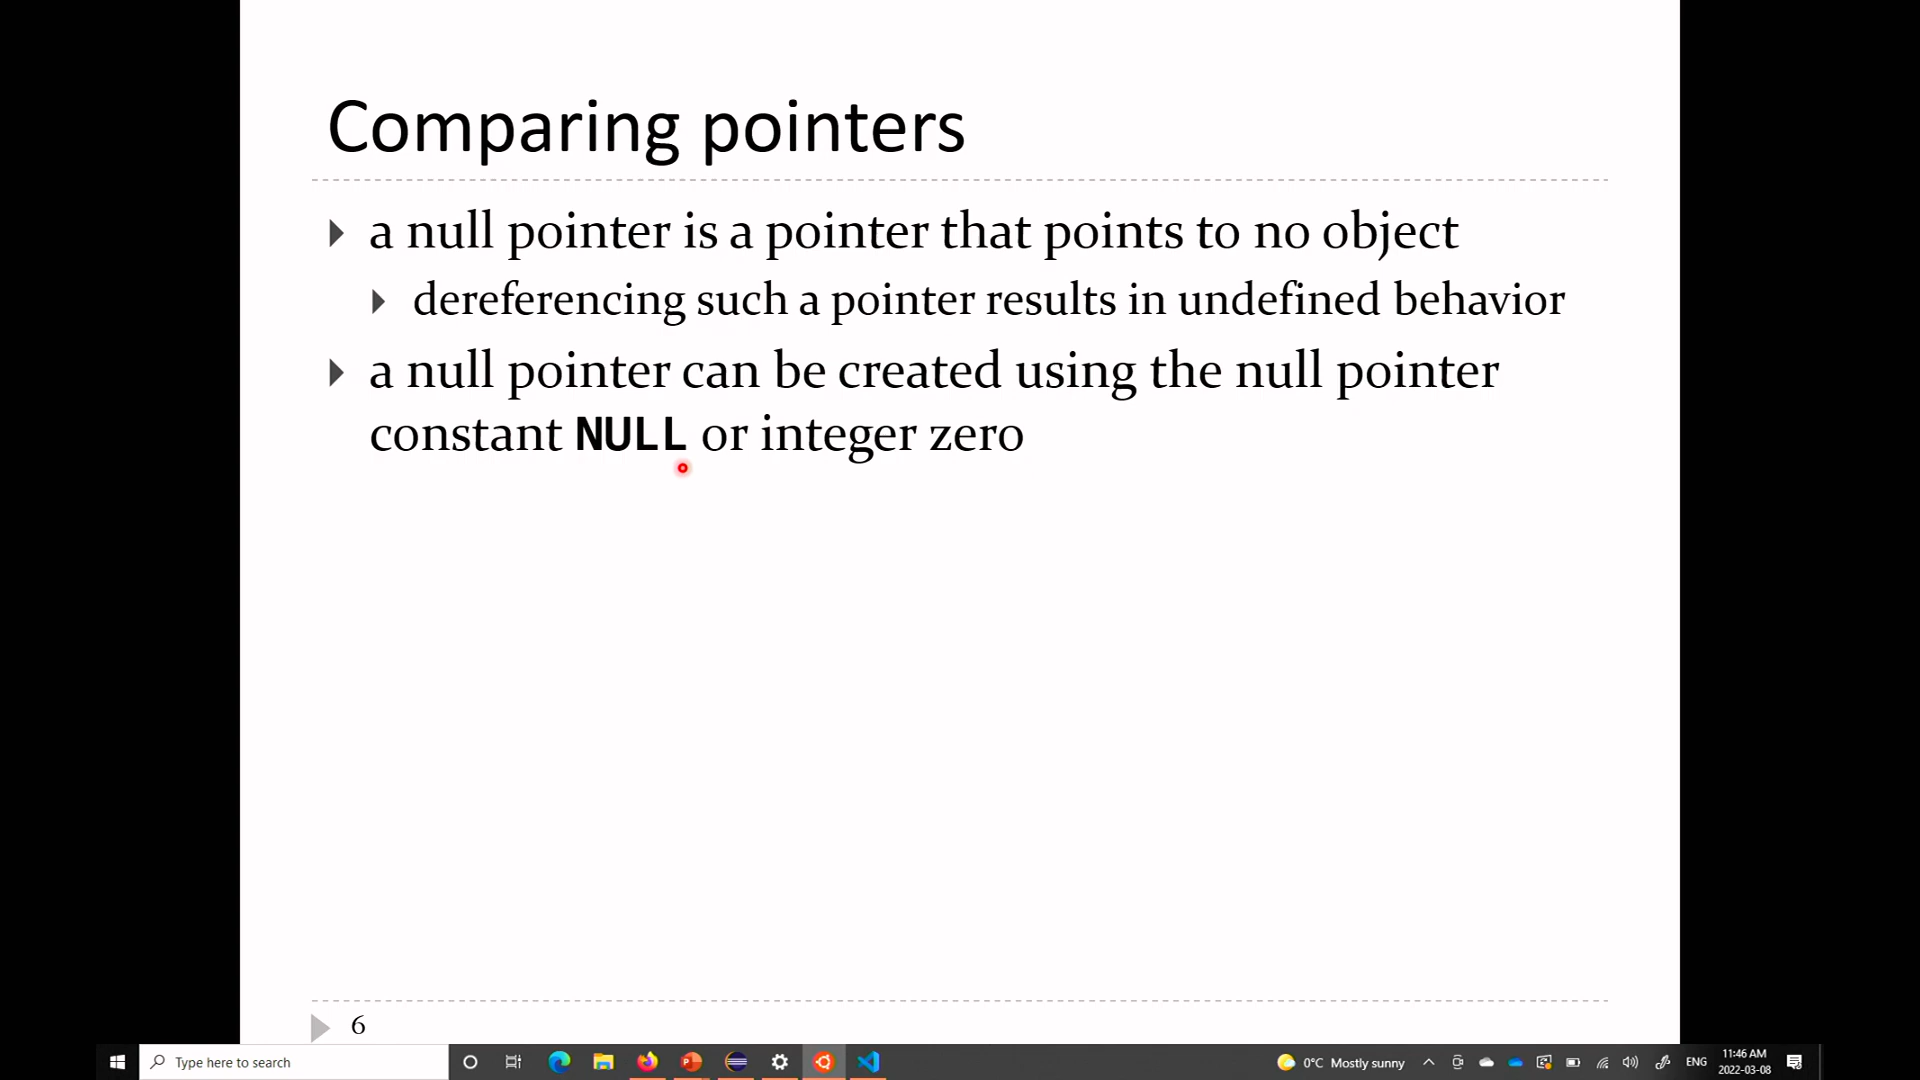 Comparing pointers
a null pointer is a pointer that points to no object
dereferencing such a pointer results in undefined behavior
a null pointer can be created using the null pointer
constant NULL or integer zero
6
Type here to search
0°C Mostly sunny
ENG
11:46 AM
2022-03-08